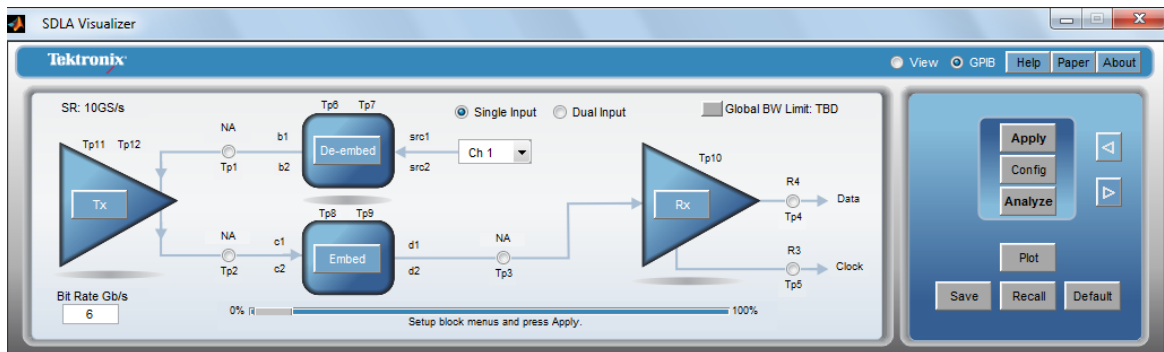 SDLA Visualizer
Tektronix
View GPIB Help Paper About
SR: 10GS/s
Tp6 Tp7
Single Input Dual Input
Global BW Limit: TBD
Tp11 Tp12
NA
b1
De-embed
src1
Ch 1
Tp1
b2
src2
Tp10
Tx
Rx
R4
Data
Tp4
Tp8 Tp9
NA
c1
Embed
d1
NA
R3
Clock
Tp2
c2
d2
Tp3
Tp5
Bit Rate Gb/s
6
0%
100%
Setup block menus and press Apply.
Apply
Config
Analyze
Plot
Save Recall Default